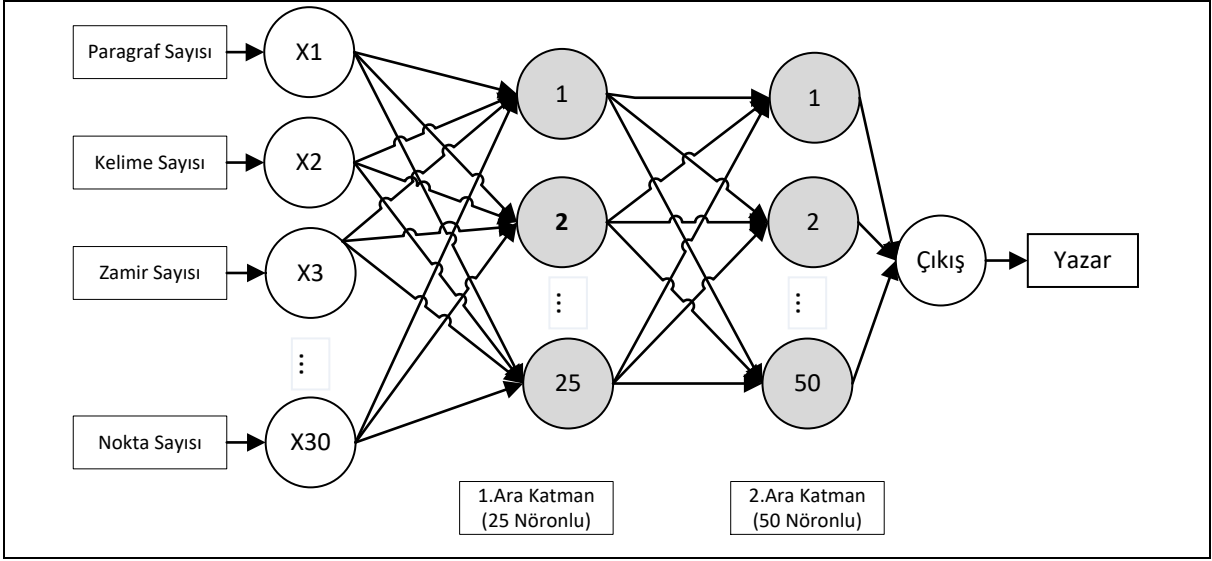 Paragraf Sayısı
X1
Kelime Sayısı
X2
Zamir Sayısı
X3
⋮
Nokta Sayısı
X30
1
2
⋮
25
1
2
⋮
50
Çıkış
Yazar
1.Ara Katman
(25 Nöronlu)
2.Ara Katman
(50 Nöronlu)